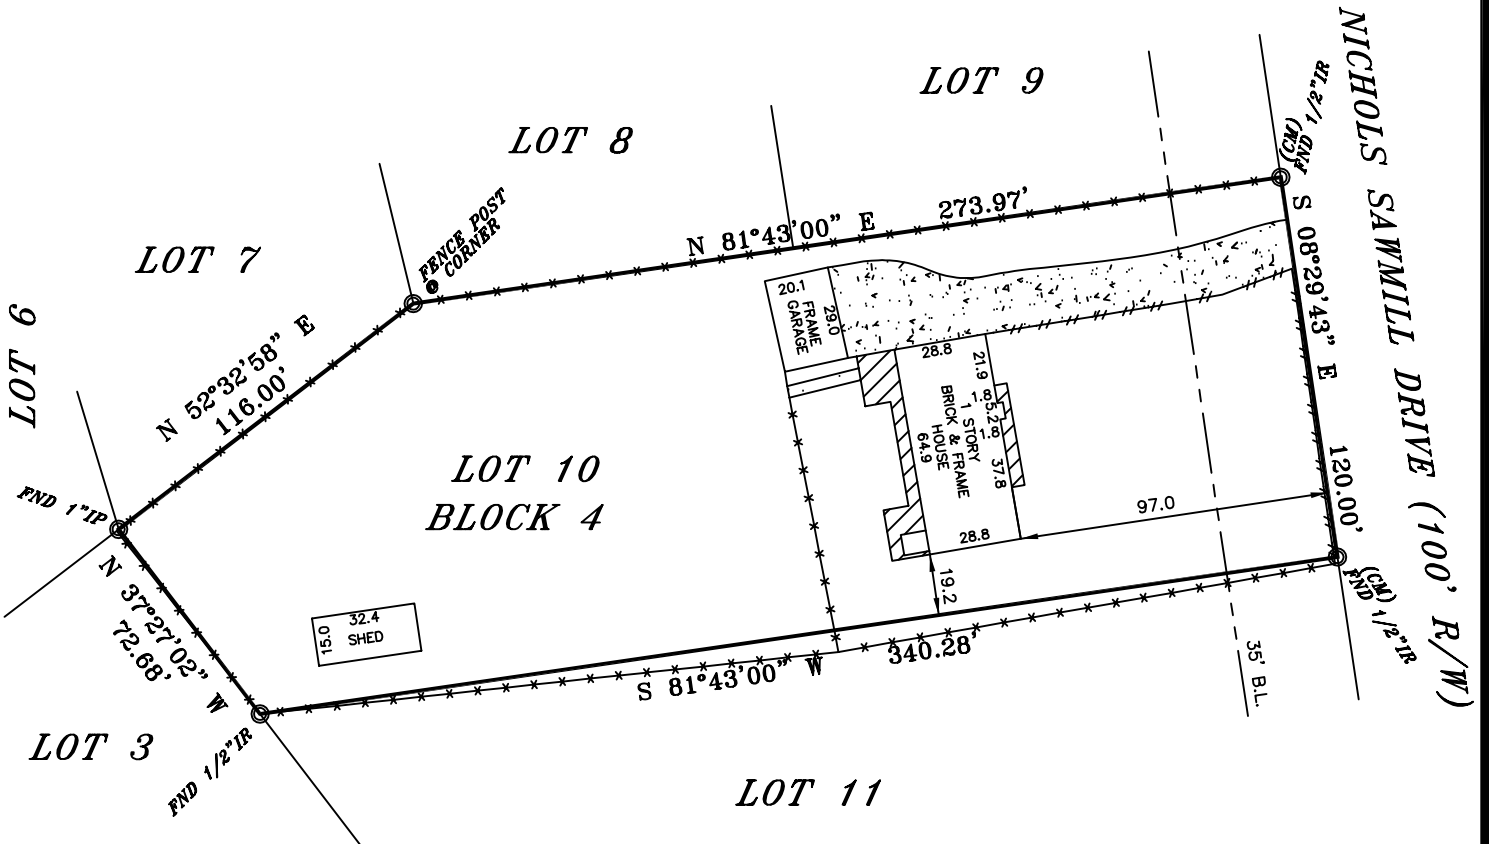 LOT 9
LOT 8
LOT 7
LOT 6
NICHOLS SAWMILL DRIVE (100' R/W)
(CM)
FND 1/2"IR
FENCE POST
CORNER
N 81°43'00" E 273.97'
S 08°29'43" E 120.00'
N 52°32'58" E
116.00'
20.1
FRAME
GARAGE
29.0
28.8
21.9
1.8
5.2
1.8
37.8
1 STORY
BRICK & FRAME
HOUSE
64.9
28.8
97.0
19.2
LOT 10
BLOCK 4
FND 1"IP
N 37°27'02" W
72.68'
32.4
15.0
SHED
(CM)
FND 1/2"IR
S 81°43'00" W 340.28'
35' B.L.
LOT 3
FND 1/2"IR
LOT 11